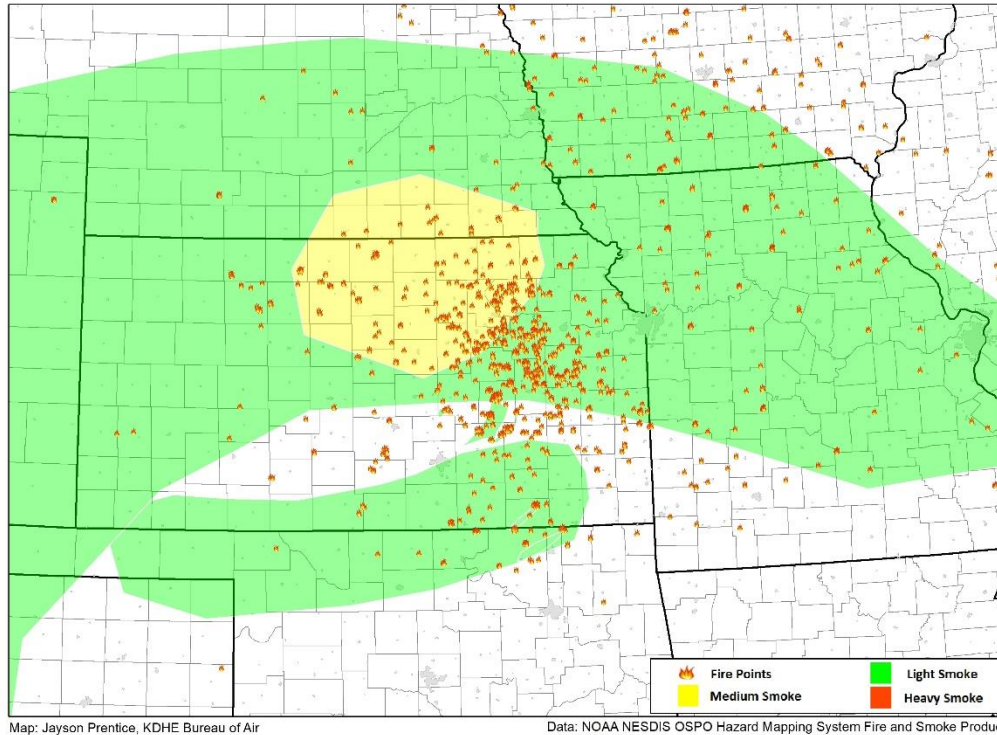 Fire Points
Light Smoke
Medium Smoke
Heavy Smoke
Map: Jayson Prentice, KDHE Bureau of Air
Data: NOAA NESDIS OSPO Hazard Mapping System Fire and Smoke Produc